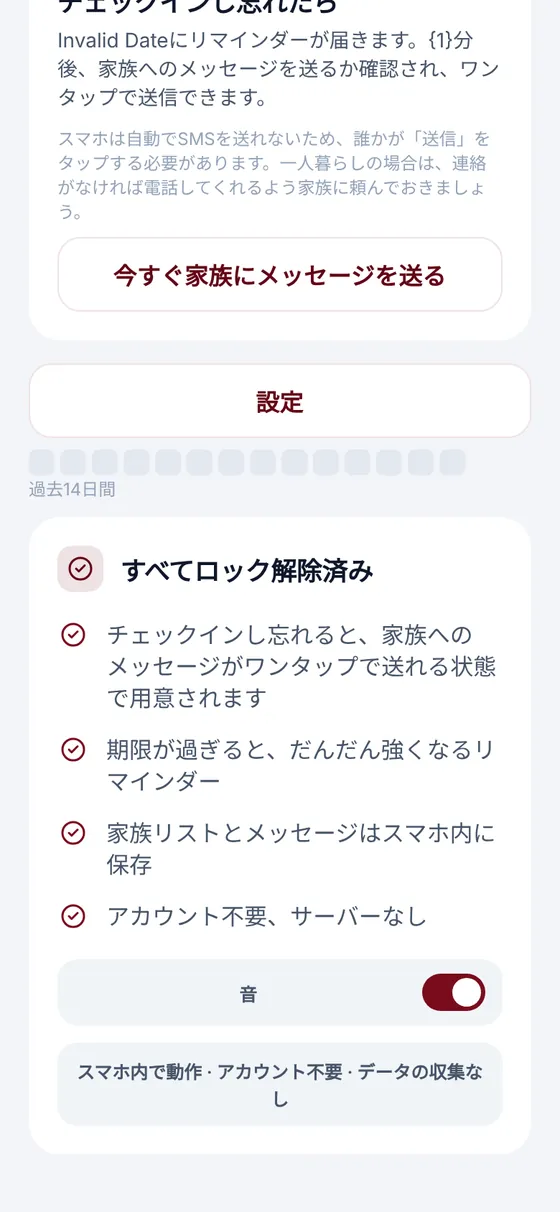 チェックインし忘れたら
Invalid Dateにリマインダーが届きます。{1}分
後、家族へのメッセージを送るか確認され、ワン
タップで送信できます。
スマホは自動でSMSを送れないため、誰かが「送信」を
タップする必要があります。一人暮らしの場合は、連絡
がなければ電話してくれるよう家族に頼んでおきましょ
う。
今すぐ家族にメッセージを送る
設定
過去14日間
すべてロック解除済み
チェックインし忘れると、家族への
メッセージがワンタップで送れる状態
で用意されます
期限が過ぎると、だんだん強くなるリ
マインダー
家族リストとメッセージはスマホ内に
保存
アカウント不要、サーバーなし
音
スマホ内で動作 · アカウント不要 · データの収集な
し